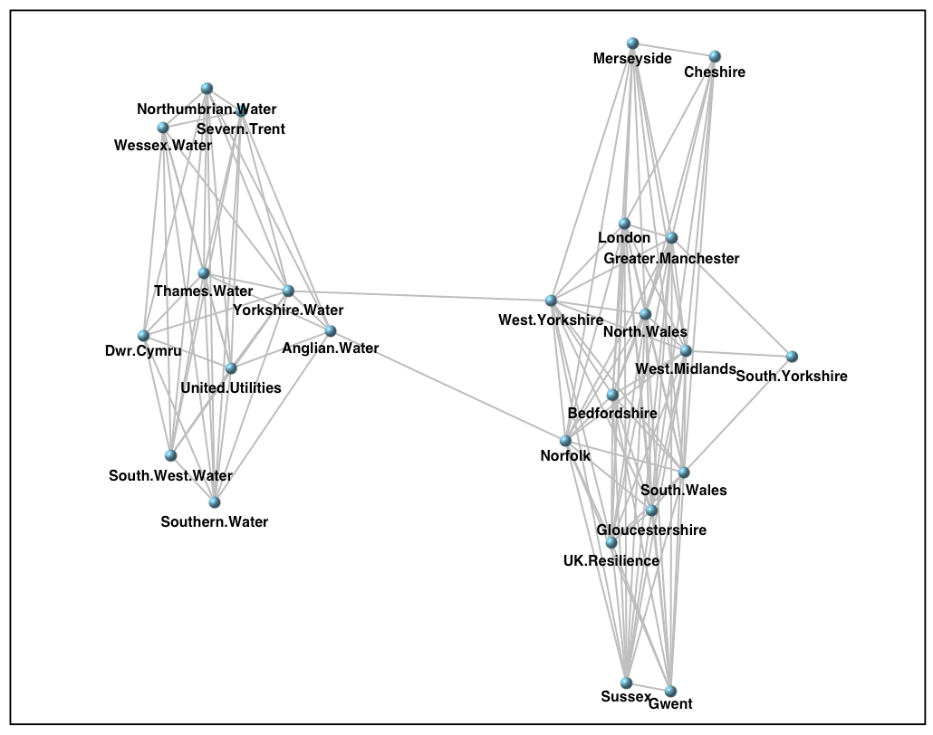 Merseyside
Cheshire
Northumbrian.Water
Severn.Trent
Wessex.Water
London
Greater.Manchester
Thames.Water
Yorkshire.Water
West.Yorkshire
North.Wales
Dwr.Cymru
Anglian.Water
West.Midlands
South.Yorkshire
United.Utilities
Bedfordshire
Norfolk
South.West.Water
South.Wales
Southern.Water
Gloucestershire
UK.Resilience
Sussex
Gwent